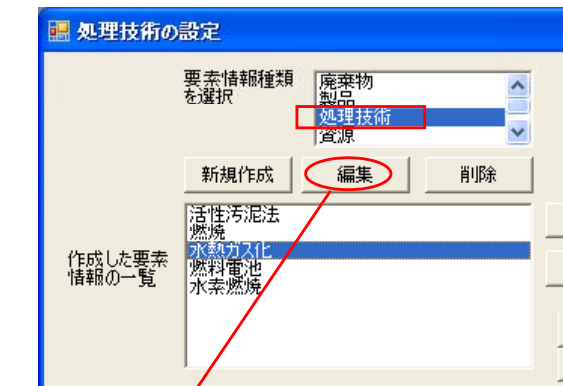 処理技術の設定
要素情報種類
を選択
廃棄物
製品
処理技術
資源
新規作成
編集
削除
作成した要素
情報の一覧
活性汚泥法
燃焼
水熱ガス化
燃料電池
水素燃焼